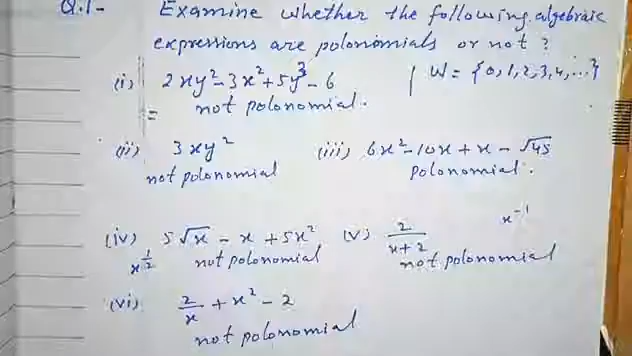 Q.1- Examine whether the following algebraic
expressions are polonomials or not ?
(i) 2xy²-3x²+5y³-6 | W = {0,1,2,3,4,...}
= not polonomial.
(ii) 3xy² (iii) 6x²-10x+x-√45
not polonomial polonomial.
(iv) 5√x - x + 5x² (v) 2/(x+2) x⁻¹
x^½ not polonomial not polonomial
(vi) 2/x + x² - 2
not polonomial